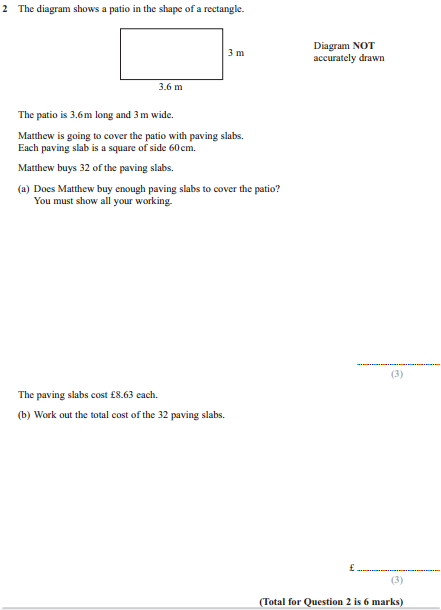 2 The diagram shows a patio in the shape of a rectangle.
3 m
Diagram NOT
accurately drawn
3.6 m
The patio is 3.6 m long and 3 m wide.
Matthew is going to cover the patio with paving slabs.
Each paving slab is a square of side 60 cm.
Matthew buys 32 of the paving slabs.
(a) Does Matthew buy enough paving slabs to cover the patio?
You must show all your working.
(3)
The paving slabs cost £8.63 each.
(b) Work out the total cost of the 32 paving slabs.
£
(3)
(Total for Question 2 is 6 marks)